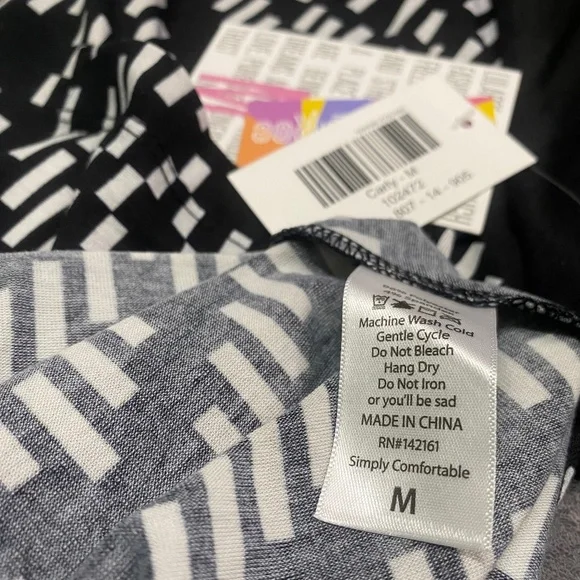 Carly - M
102472
807 - 14 - 965
Machine Wash Cold
Gentle Cycle
Do Not Bleach
Hang Dry
Do Not Iron
or you'll be sad
MADE IN CHINA
RN#142161
Simply Comfortable
M